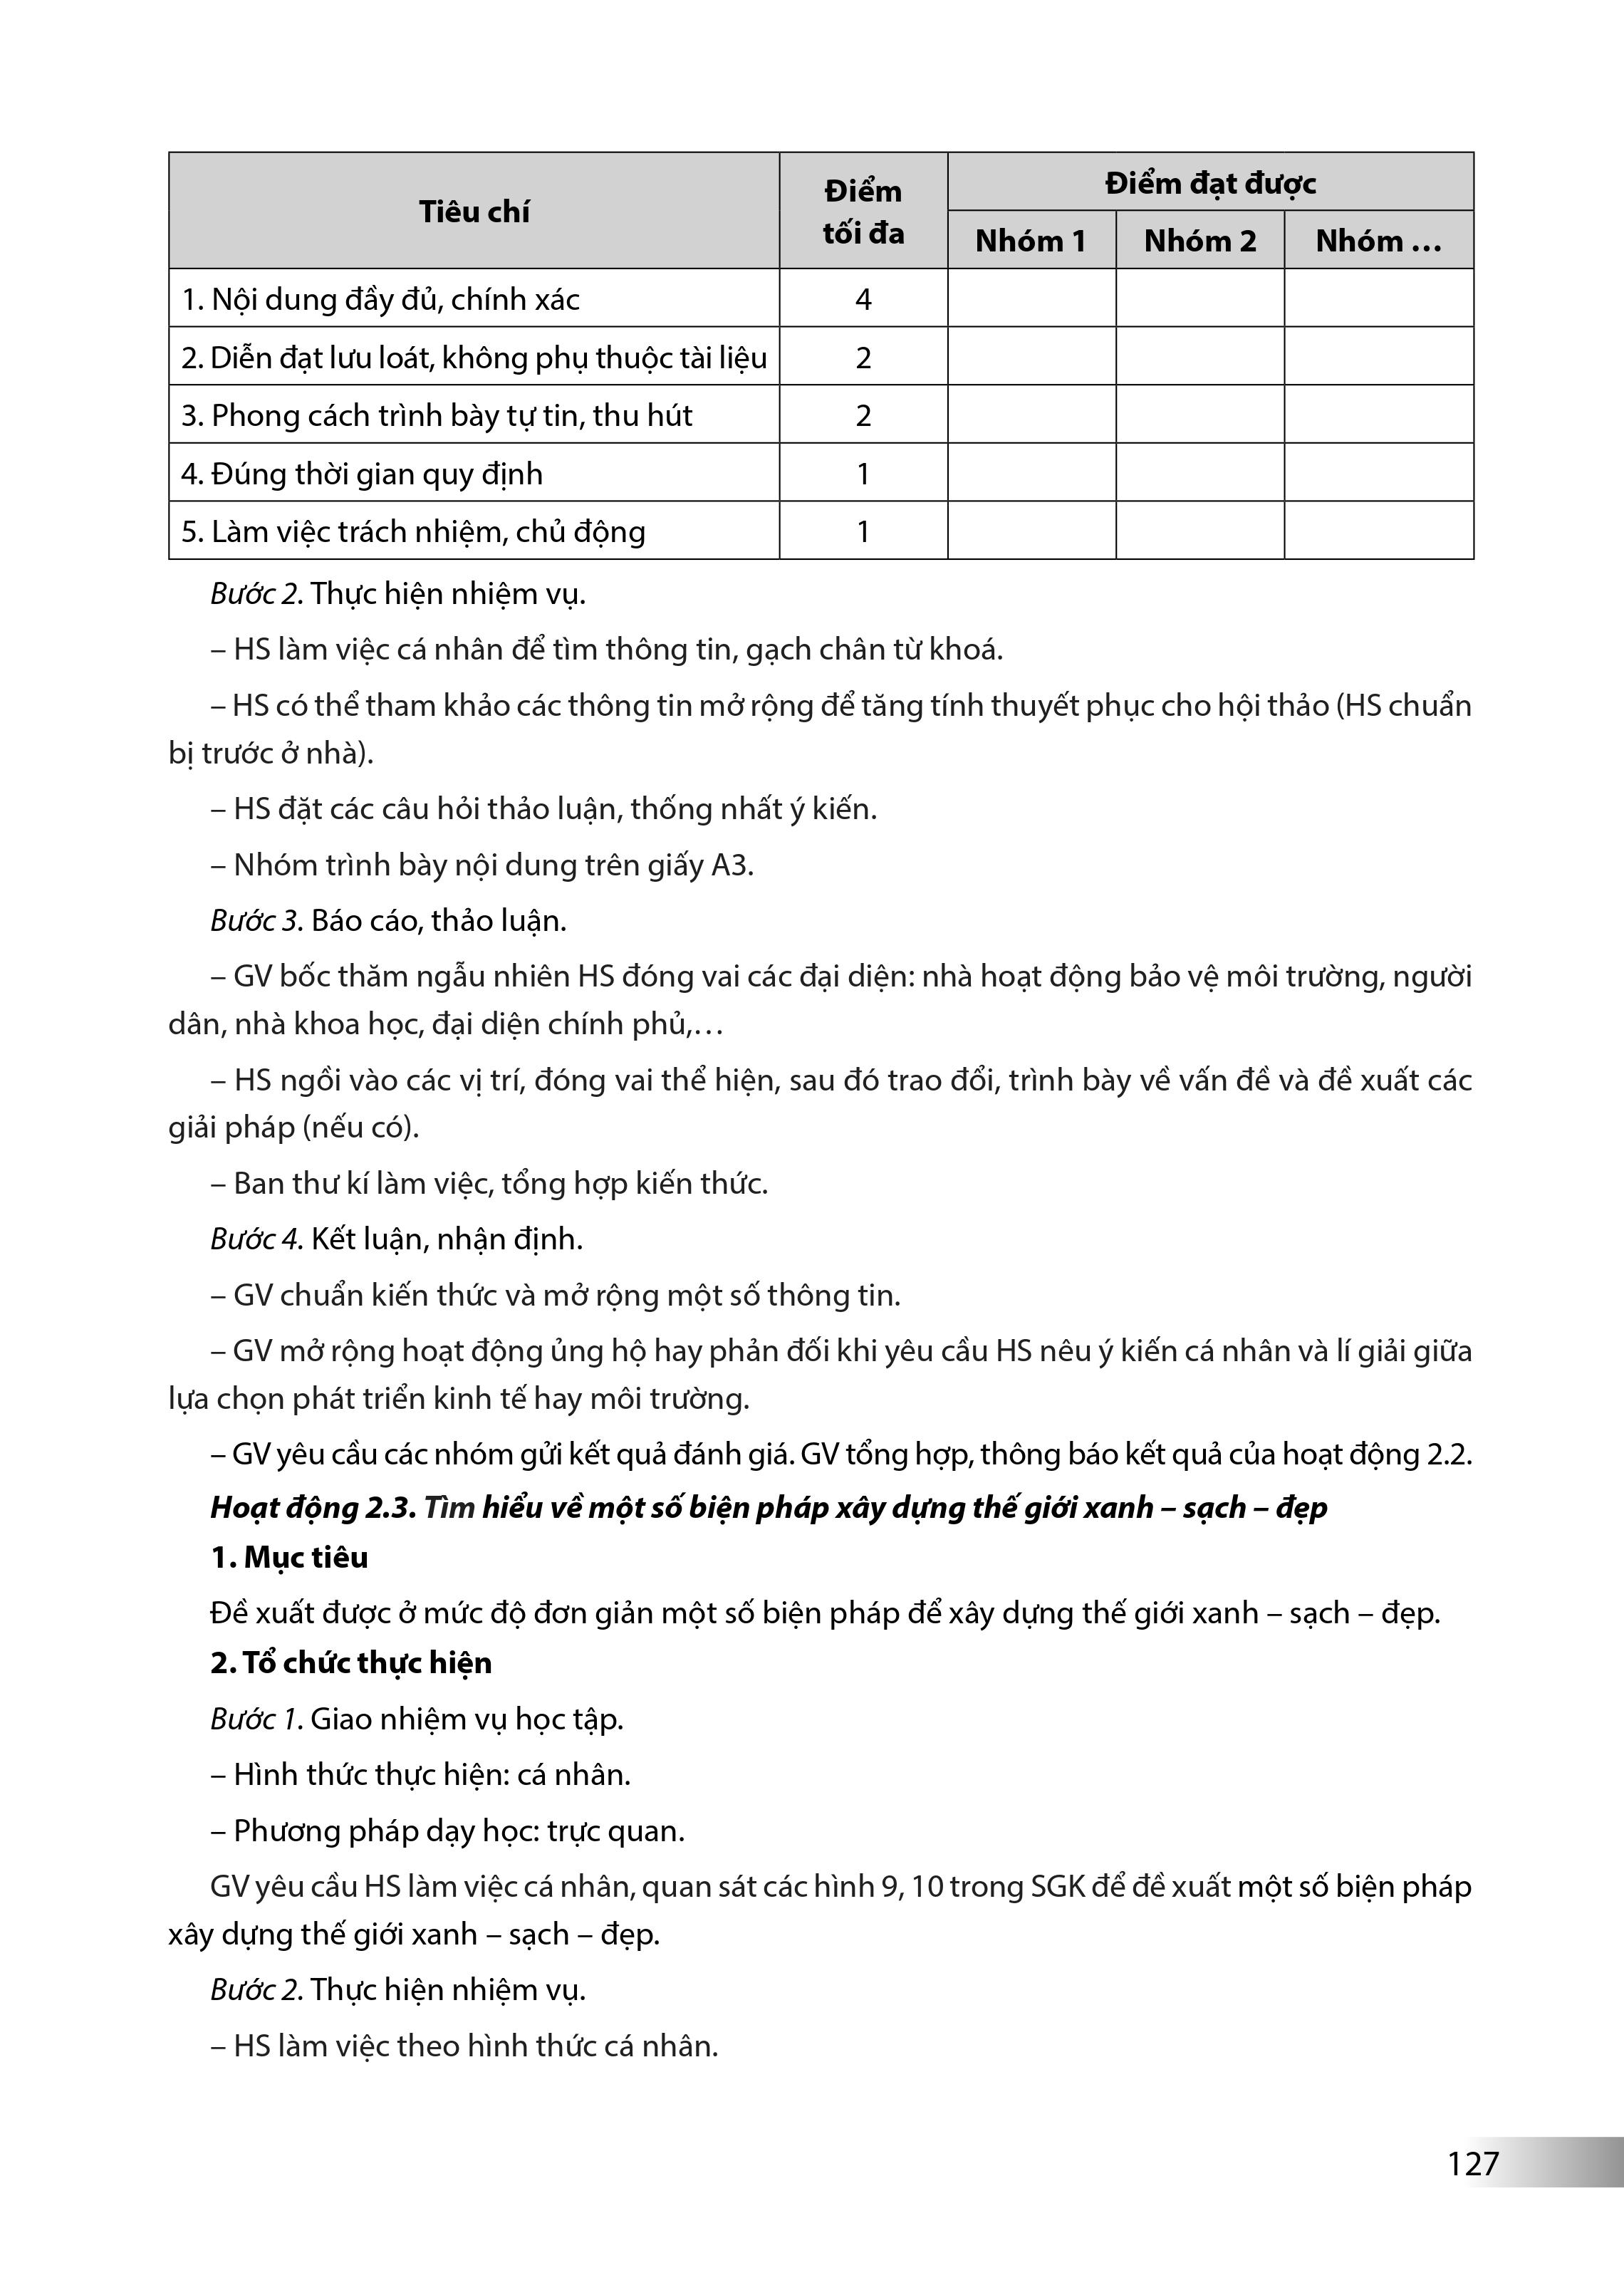 Tiêu chí
Điểm
tối đa
Điểm đạt được
Nhóm 1
Nhóm 2
Nhóm …
1. Nội dung đầy đủ, chính xác
4
2. Diễn đạt lưu loát, không phụ thuộc tài liệu
2
3. Phong cách trình bày tự tin, thu hút
2
4. Đúng thời gian quy định
1
5. Làm việc trách nhiệm, chủ động
1
Bước 2. Thực hiện nhiệm vụ.
– HS làm việc cá nhân để tìm thông tin, gạch chân từ khoá.
– HS có thể tham khảo các thông tin mở rộng để tăng tính thuyết phục cho hội thảo (HS chuẩn
bị trước ở nhà).
– HS đặt các câu hỏi thảo luận, thống nhất ý kiến.
– Nhóm trình bày nội dung trên giấy A3.
Bước 3. Báo cáo, thảo luận.
– GV bốc thăm ngẫu nhiên HS đóng vai các đại diện: nhà hoạt động bảo vệ môi trường, người
dân, nhà khoa học, đại diện chính phủ,…
– HS ngồi vào các vị trí, đóng vai thể hiện, sau đó trao đổi, trình bày về vấn đề và đề xuất các
giải pháp (nếu có).
– Ban thư kí làm việc, tổng hợp kiến thức.
Bước 4. Kết luận, nhận định.
– GV chuẩn kiến thức và mở rộng một số thông tin.
– GV mở rộng hoạt động ủng hộ hay phản đối khi yêu cầu HS nêu ý kiến cá nhân và lí giải giữa
lựa chọn phát triển kinh tế hay môi trường.
– GV yêu cầu các nhóm gửi kết quả đánh giá. GV tổng hợp, thông báo kết quả của hoạt động 2.2.
Hoạt động 2.3. Tìm hiểu về một số biện pháp xây dựng thế giới xanh – sạch – đẹp
1. Mục tiêu
Đề xuất được ở mức độ đơn giản một số biện pháp để xây dựng thế giới xanh – sạch – đẹp.
2. Tổ chức thực hiện
Bước 1. Giao nhiệm vụ học tập.
– Hình thức thực hiện: cá nhân.
– Phương pháp dạy học: trực quan.
GV yêu cầu HS làm việc cá nhân, quan sát các hình 9, 10 trong SGK để đề xuất một số biện pháp
xây dựng thế giới xanh – sạch – đẹp.
Bước 2. Thực hiện nhiệm vụ.
– HS làm việc theo hình thức cá nhân.
127